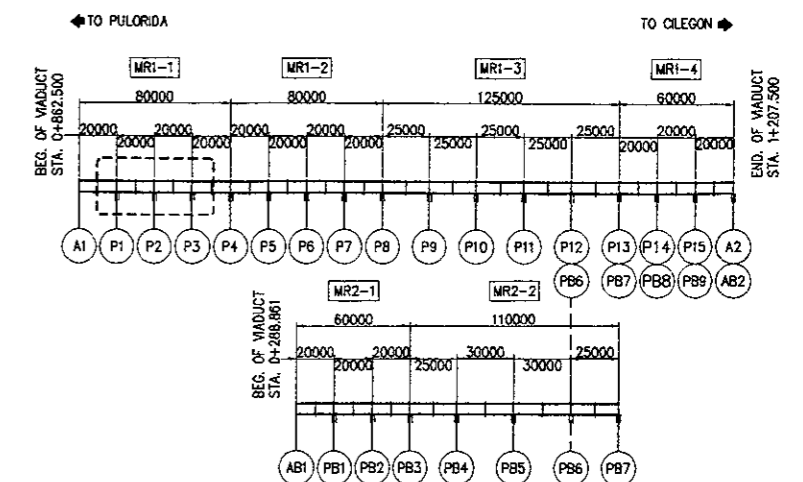 TO PULORIDA
TO CILEGON
MR1-1 MR1-2 MR1-3 MR1-4
BEG. OF VIADUCT
STA. 0+862.500
80000 80000 125000 60000
20000 20000 20000 20000 20000 20000 20000 20000 25000 25000 25000 25000 25000 20000 20000 20000
END. OF VIADUCT
STA. 1+207.500
A1 P1 P2 P3 P4 P5 P6 P7 P8 P9 P10 P11 P12 P13 P14 P15 A2
PB6 PB7 PB8 PB9 AB2
MR2-1 MR2-2
BEG. OF VIADUCT
STA. 0+288.861
60000 110000
20000 20000 20000 25000 30000 30000 25000
AB1 PB1 PB2 PB3 PB4 PB5 PB6 PB7